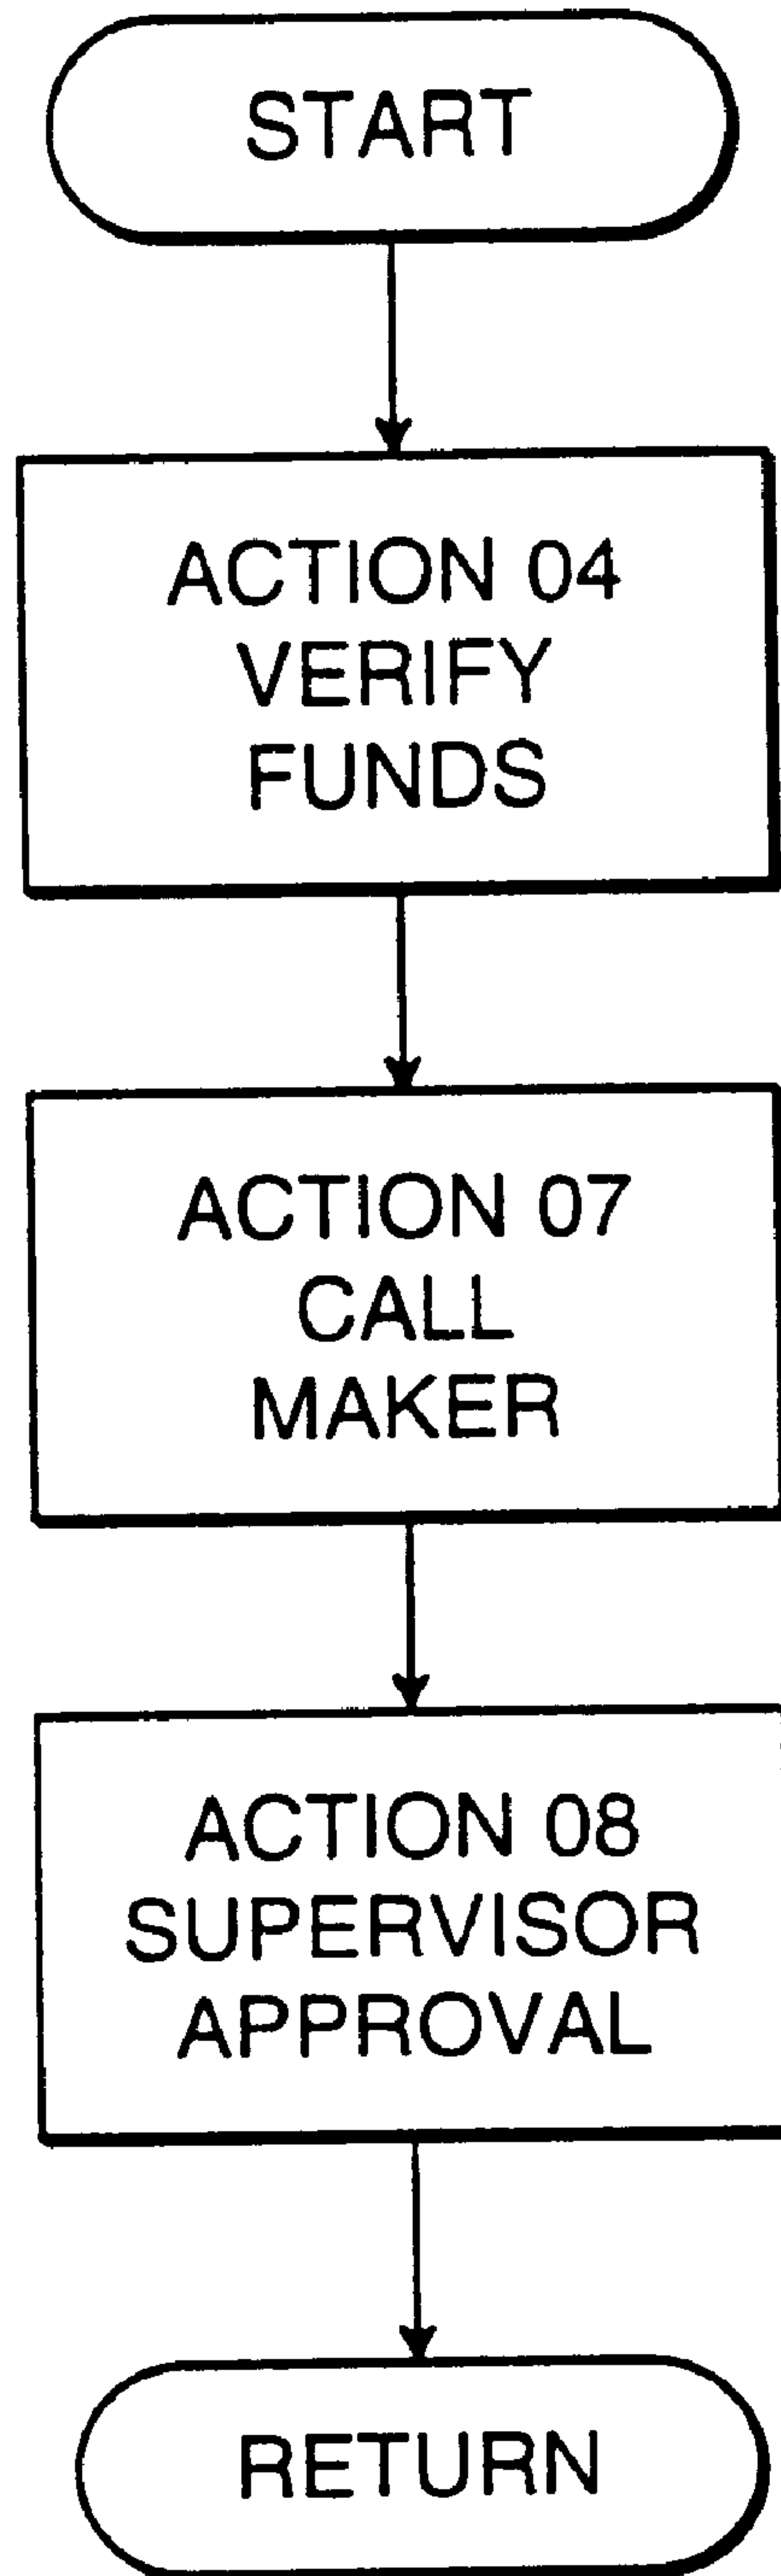 START
ACTION 04
VERIFY
FUNDS
ACTION 07
CALL
MAKER
ACTION 08
SUPERVISOR
APPROVAL
RETURN